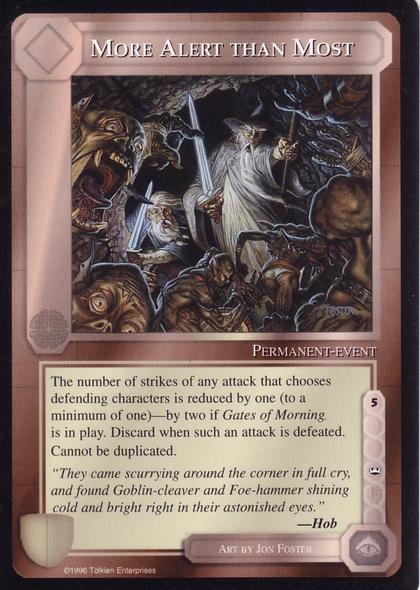 More Alert than Most
Foster
Permanent-event
The number of strikes of any attack that chooses
defending characters is reduced by one (to a
minimum of one)—by two if Gates of Morning
is in play. Discard when such an attack is defeated.
Cannot be duplicated.
5
“They came scurrying around the corner in full cry,
and found Goblin-cleaver and Foe-hammer shining
cold and bright right in their astonished eyes.”
—Hob
Art by Jon Foster
©1996 Tolkien Enterprises